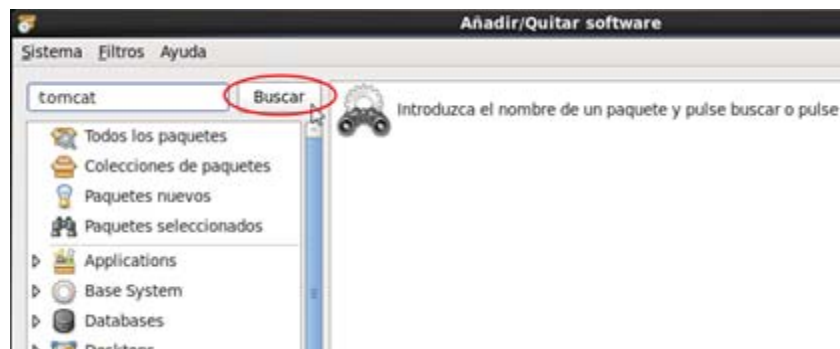 Añadir/Quitar software
Sistema Filtros Ayuda
tomcat Buscar
Introduzca el nombre de un paquete y pulse buscar o pulse
Todos los paquetes
Colecciones de paquetes
Paquetes nuevos
Paquetes seleccionados
Applications
Base System
Databases
Desktops